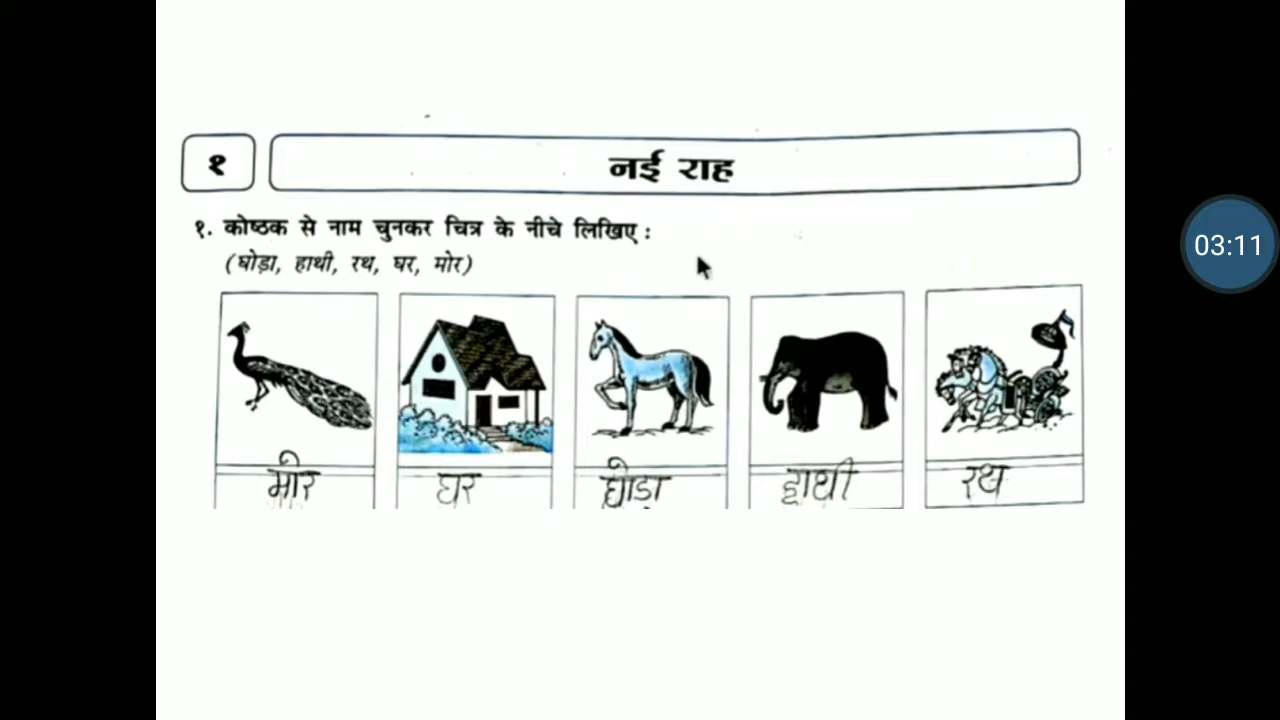 १ नई राह
१. कोष्ठक से नाम चुनकर चित्र के नीचे लिखिए :
(घोड़ा, हाथी, रथ, घर, मोर)
मोर घर घोडा हाथी रथ
03:11